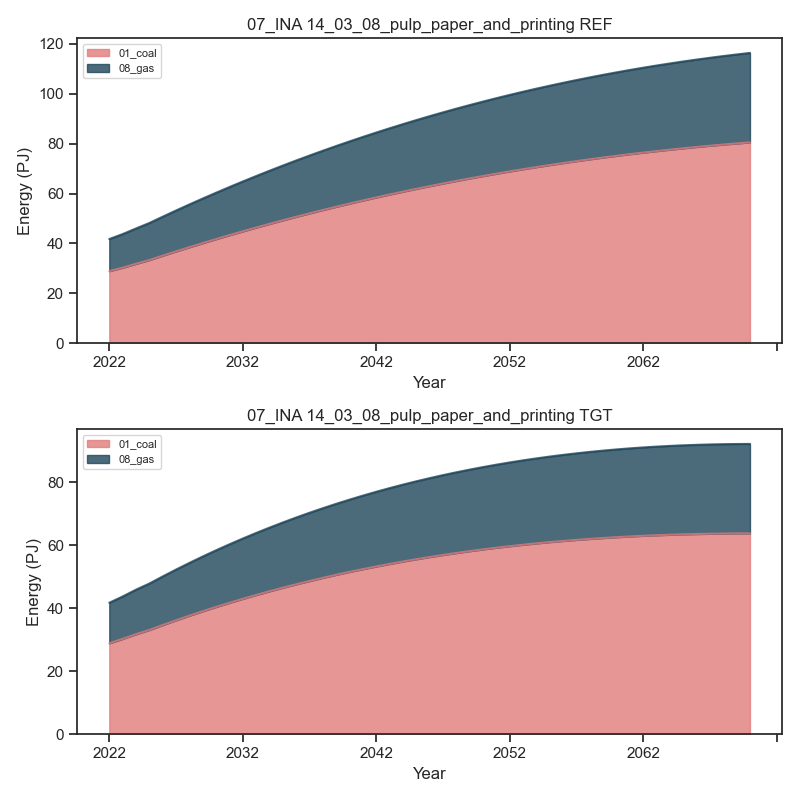 07_INA 14_03_08_pulp_paper_and_printing REF
01_coal
08_gas
120
100
80
60
40
20
0
Energy (PJ)
2022 2032 2042 2052 2062
Year
07_INA 14_03_08_pulp_paper_and_printing TGT
01_coal
08_gas
80
60
40
20
0
Energy (PJ)
2022 2032 2042 2052 2062
Year